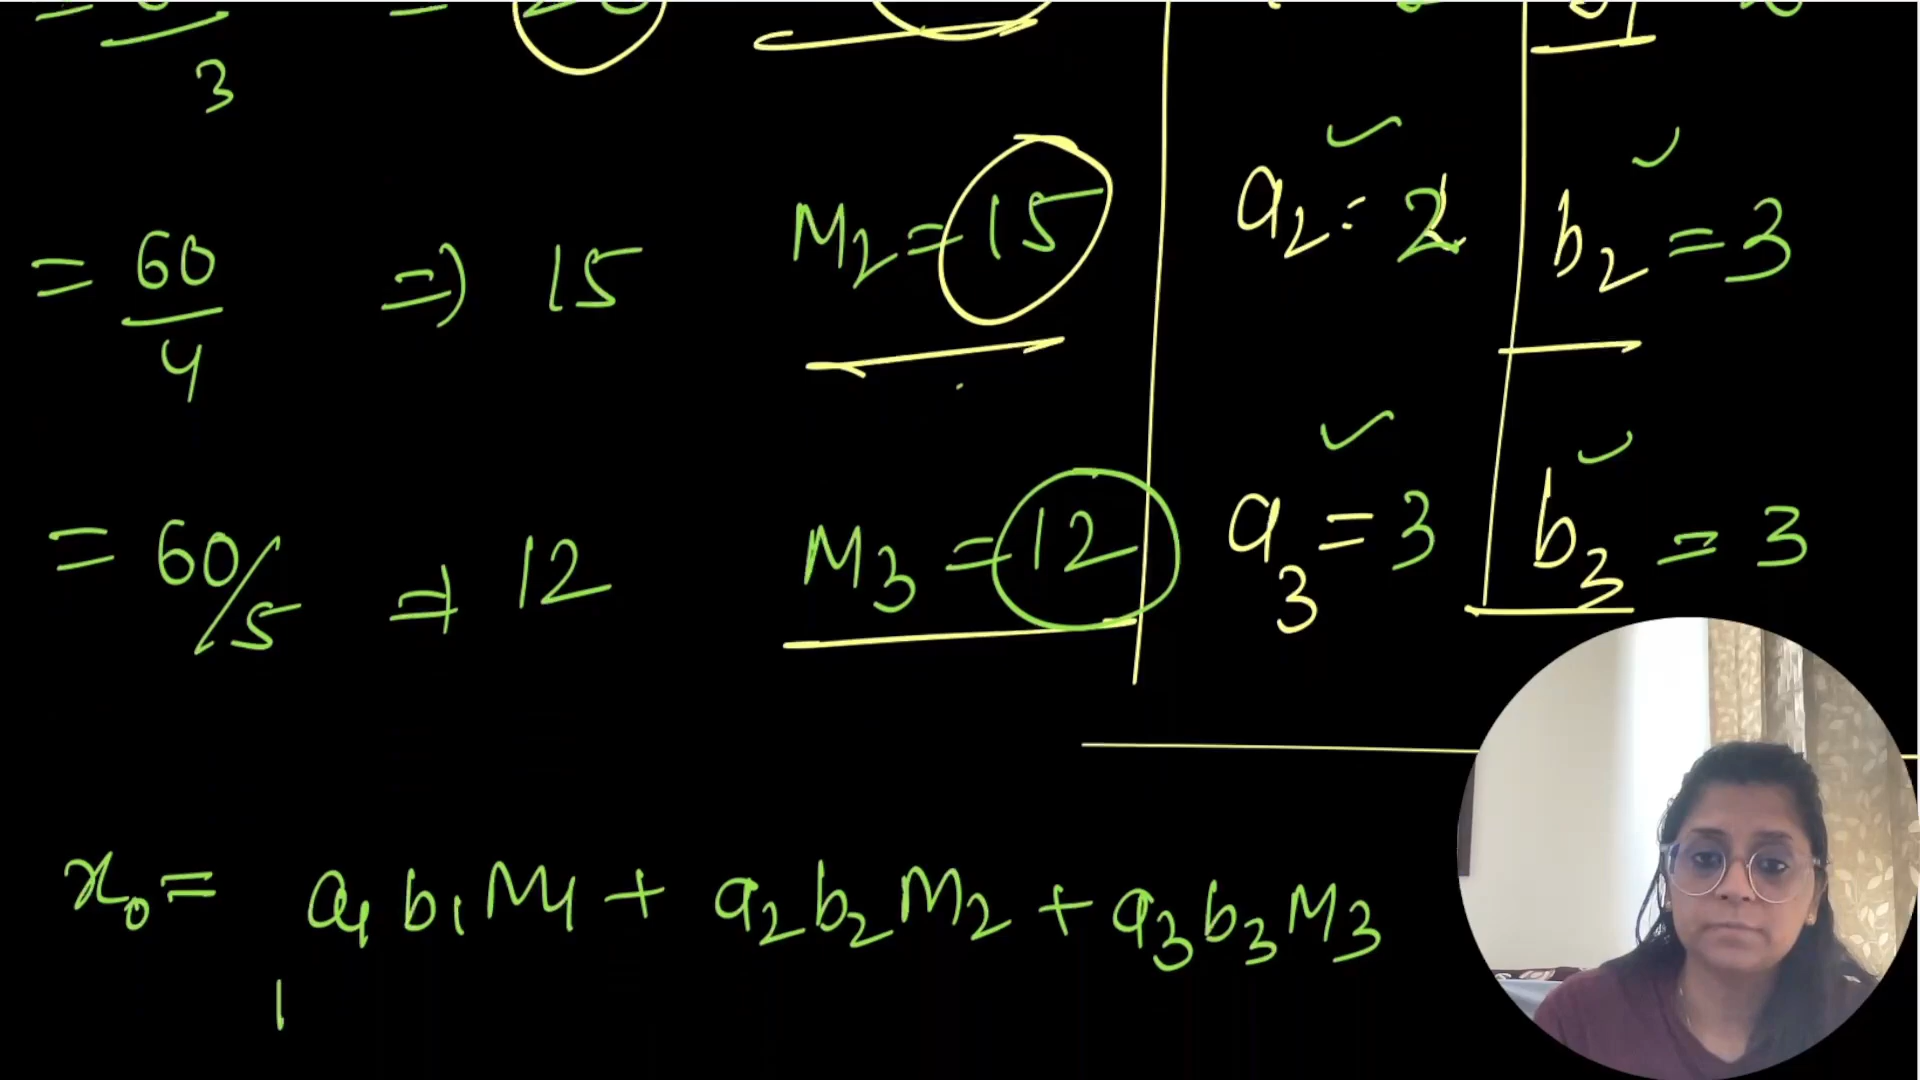 3
= 60/4 => 15 M2 = 15 a2 = 2 b2 = 3
= 60/5 => 12 M3 = 12 a3 = 3 b3 = 3
x0 = a1 b1 M1 + a2 b2 M2 + a3 b3 M3
1